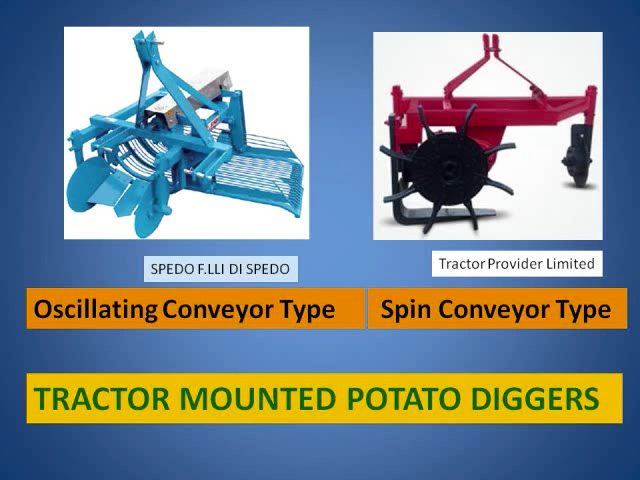 SPEDO F.LLI DI SPEDO
Tractor Provider Limited
Oscillating Conveyor Type
Spin Conveyor Type
TRACTOR MOUNTED POTATO DIGGERS